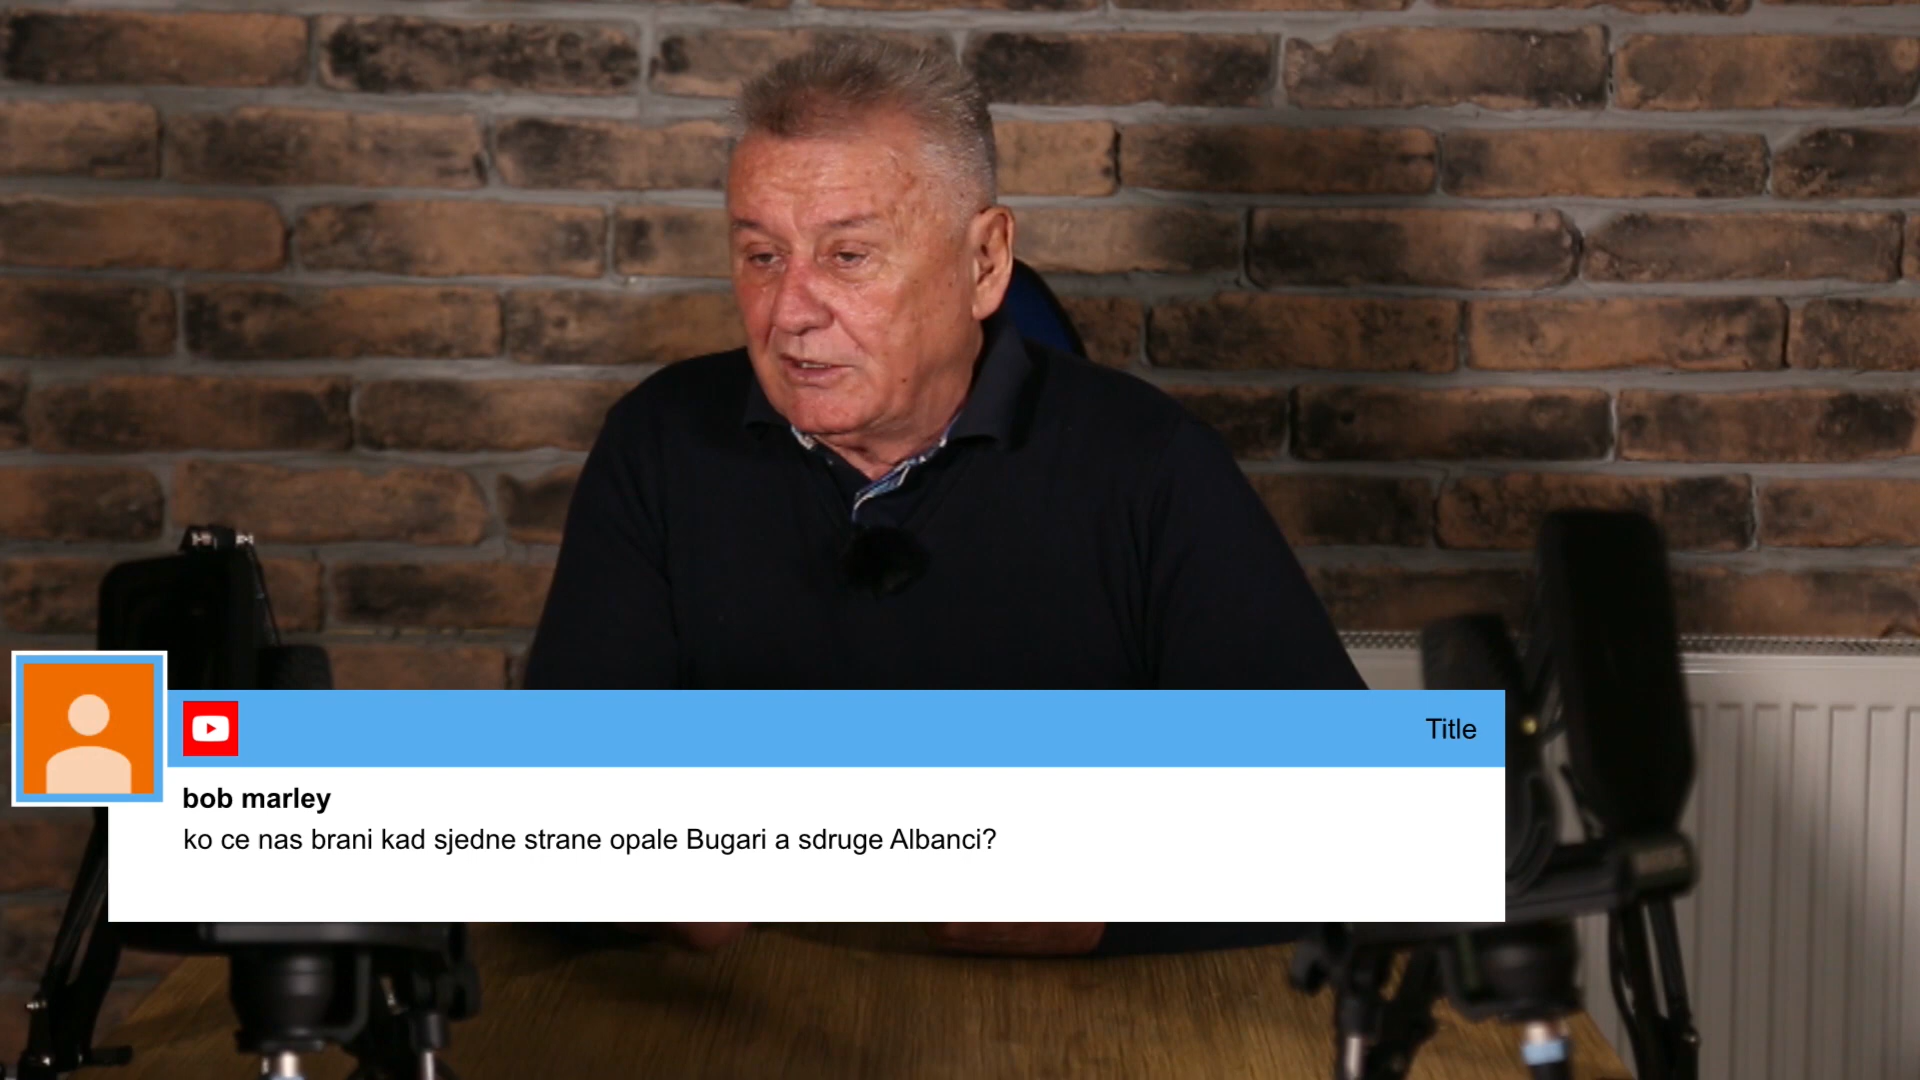 Title
bob marley
ko ce nas brani kad sjedne strane opale Bugari a sdruge Albanci?